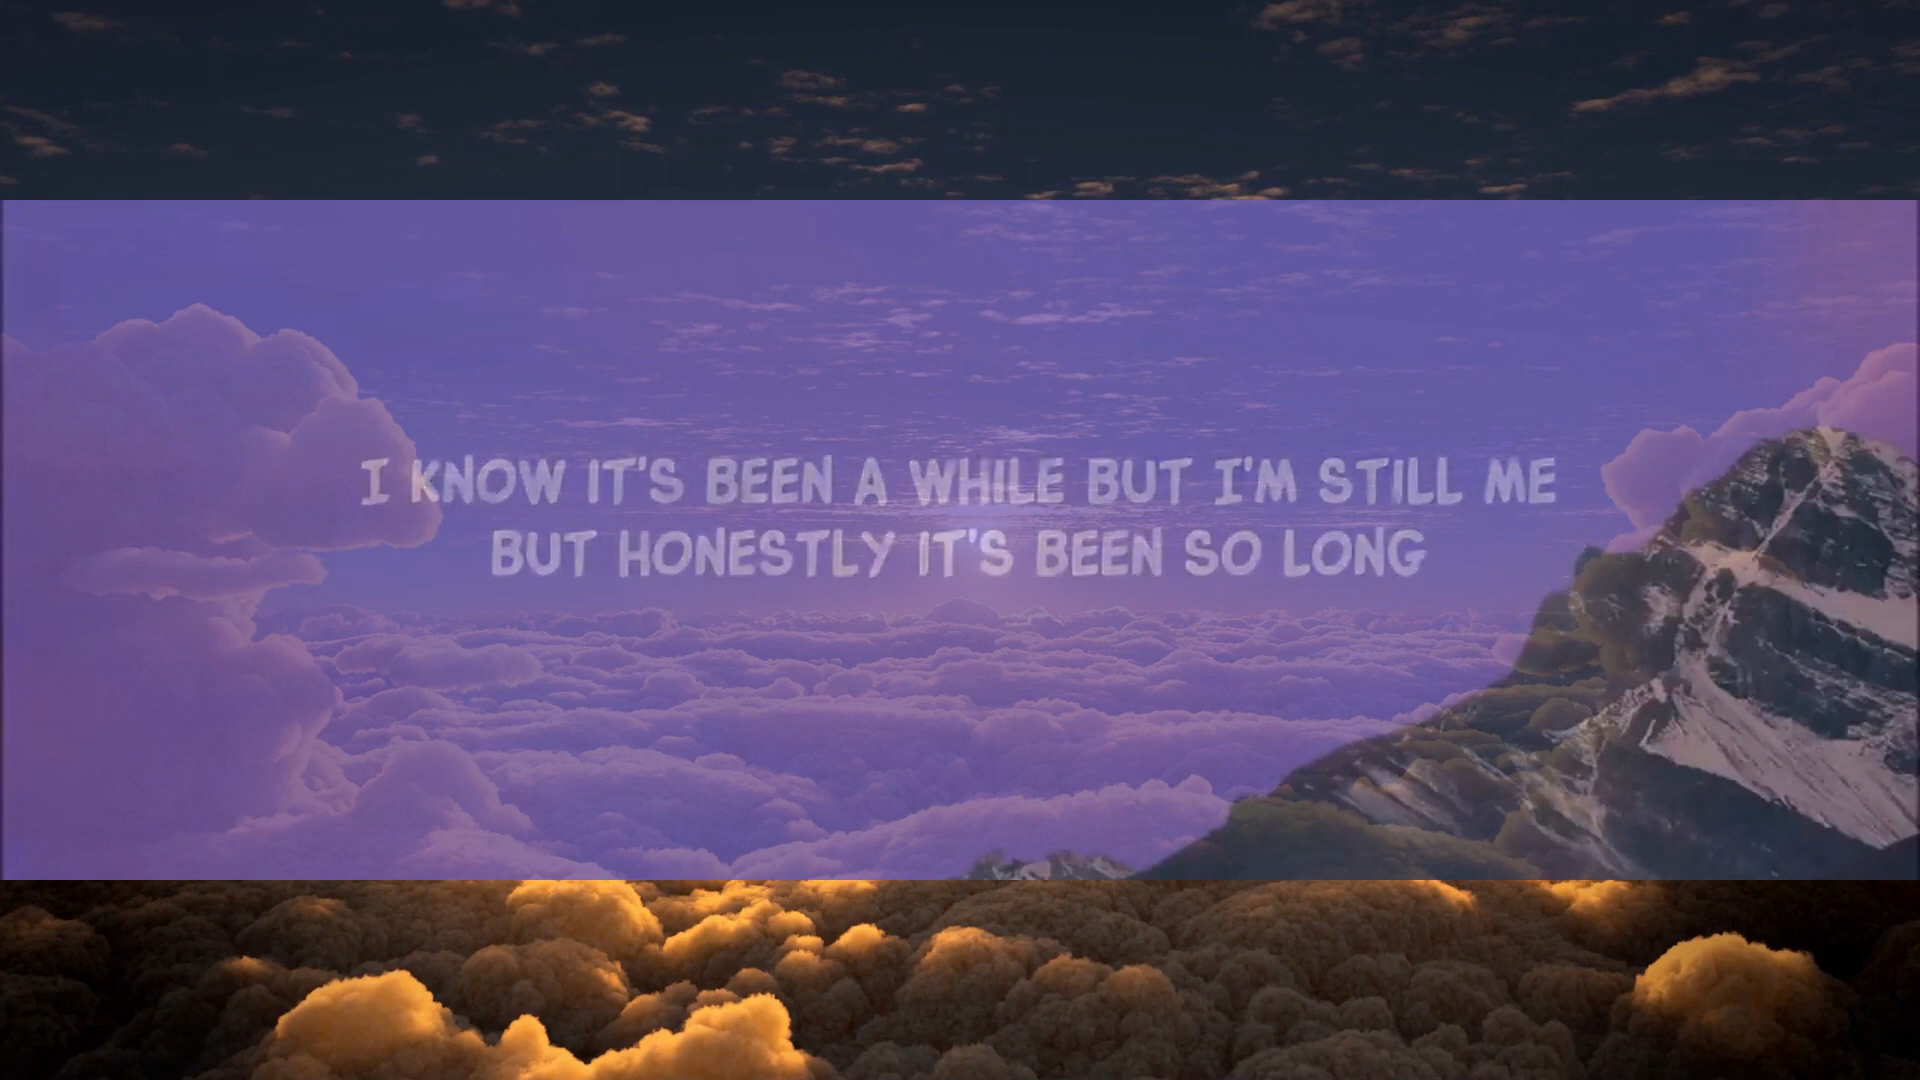 I KNOW IT'S BEEN A WHILE BUT I'M STILL ME
BUT HONESTLY IT'S BEEN SO LONG